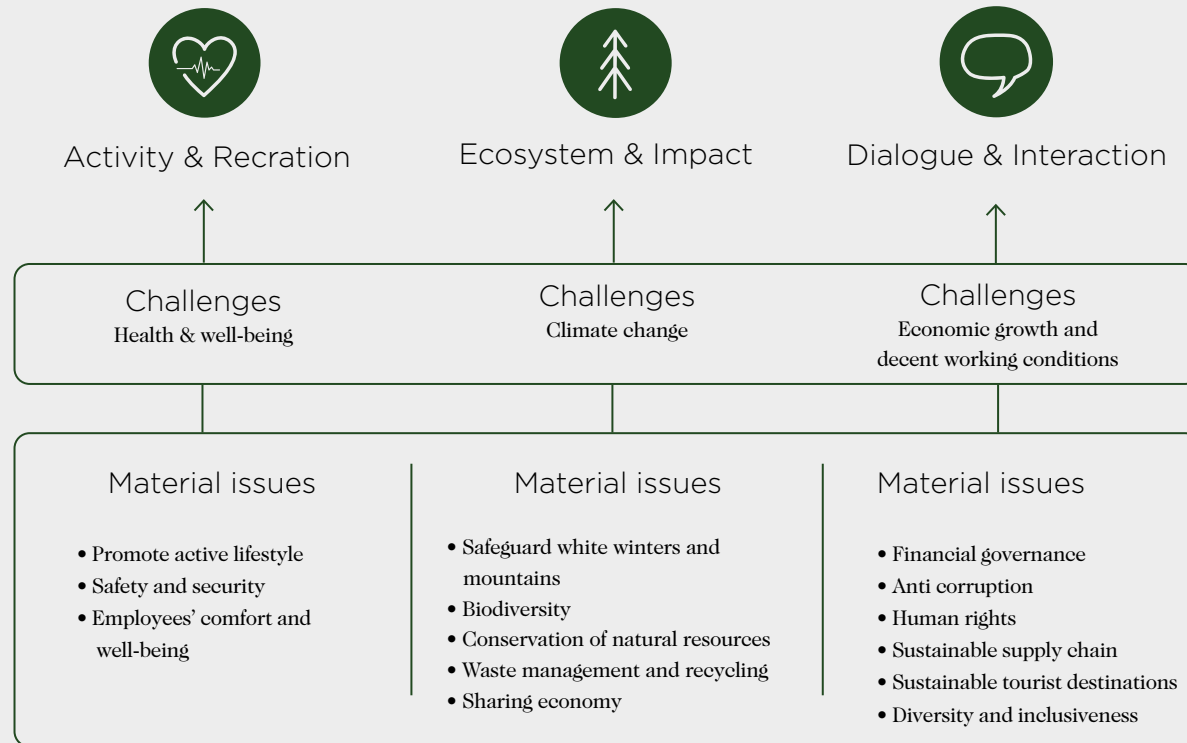 Activity & Recration
Ecosystem & Impact
Dialogue & Interaction
Challenges
Health & well-being
Challenges
Climate change
Challenges
Economic growth and
decent working conditions
Material issues
• Promote active lifestyle
• Safety and security
• Employees’ comfort and
well-being
Material issues
• Safeguard white winters and
mountains
• Biodiversity
• Conservation of natural resources
• Waste management and recycling
• Sharing economy
Material issues
• Financial governance
• Anti corruption
• Human rights
• Sustainable supply chain
• Sustainable tourist destinations
• Diversity and inclusiveness